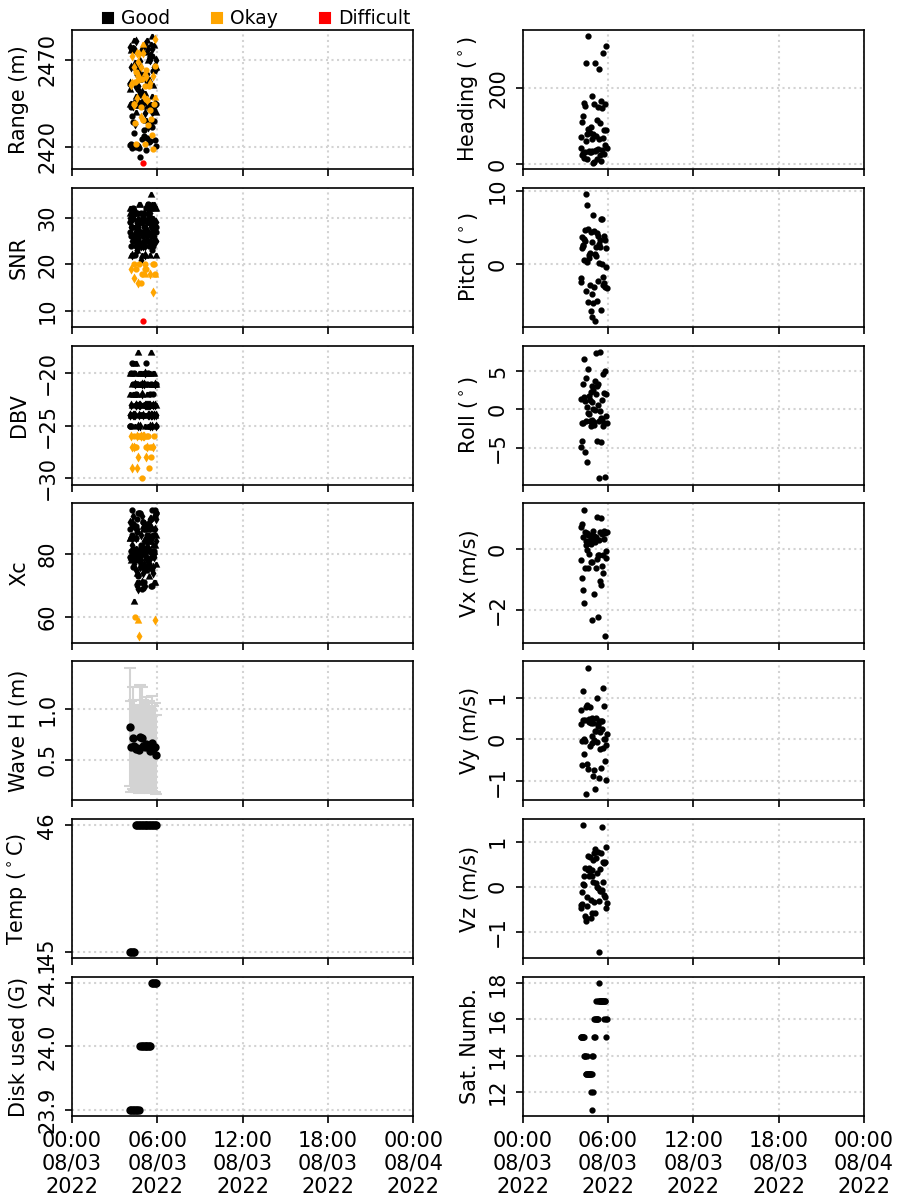 Good Okay Difficult
Range (m)
2470
2420
Heading (°)
200
0
SNR
30
20
10
Pitch (°)
10
0
DBV
−20
−25
−30
Roll (°)
5
0
−5
Xc
80
60
Vx (m/s)
0
−2
Wave H (m)
1.0
0.5
Vy (m/s)
1
0
−1
Temp (°C)
46
45
Vz (m/s)
1
0
−1
Disk used (G)
24.1
24.0
23.9
Sat. Numb.
18
16
14
12
00:00 06:00 12:00 18:00 00:00 00:00 06:00 12:00 18:00 00:00
08/03 08/03 08/03 08/03 08/04 08/03 08/03 08/03 08/03 08/04
2022 2022 2022 2022 2022 2022 2022 2022 2022 2022